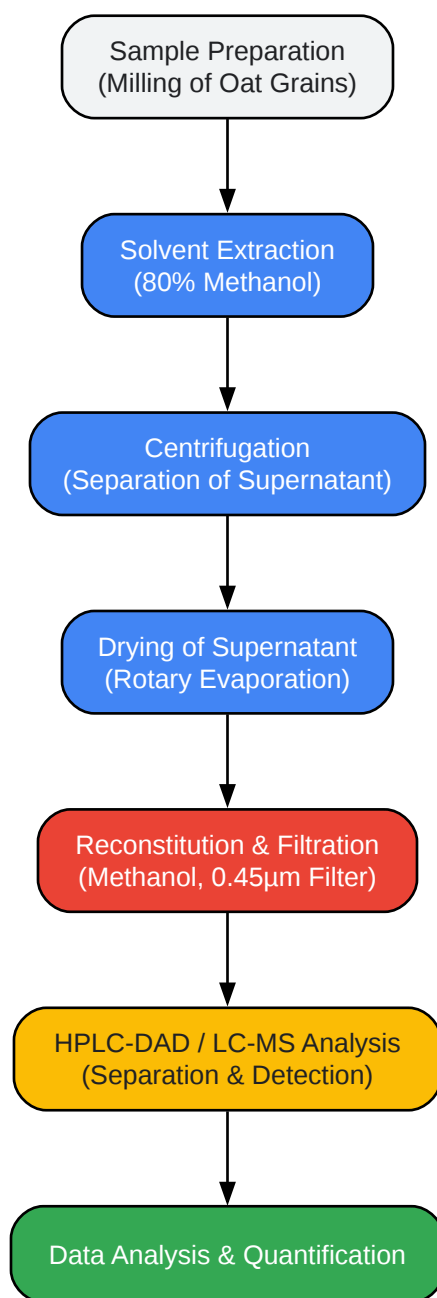 Sample Preparation
(Milling of Oat Grains)
Solvent Extraction
(80% Methanol)
Centrifugation
(Separation of Supernatant)
Drying of Supernatant
(Rotary Evaporation)
Reconstitution & Filtration
(Methanol, 0.45µm Filter)
HPLC-DAD / LC-MS Analysis
(Separation & Detection)
Data Analysis & Quantification